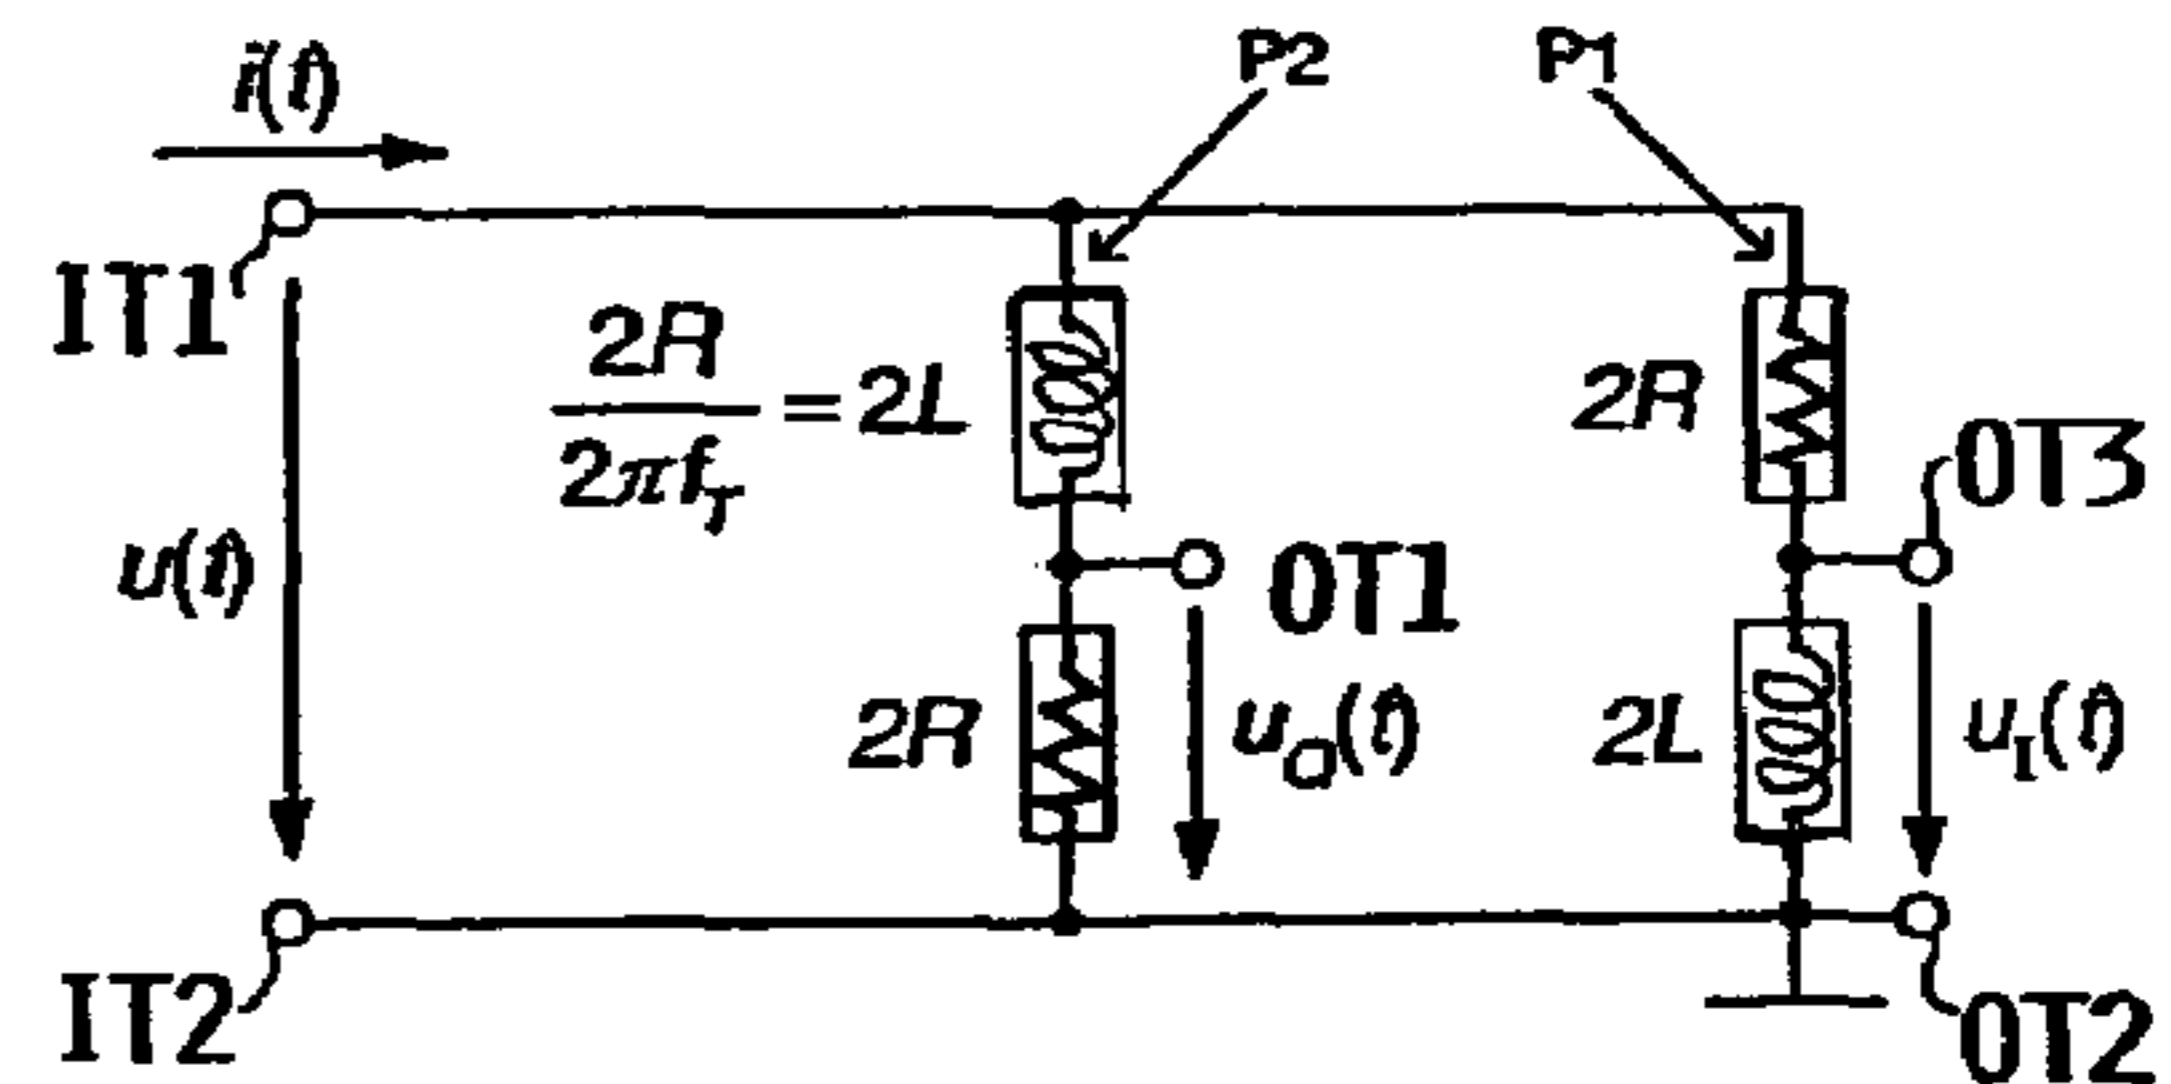 i(t)
P2
P1
IT1
2R
2πf_T
=2L
2R
OT3
u(t)
OT1
2R
u_Q(t)
2L
u_I(t)
IT2
OT2